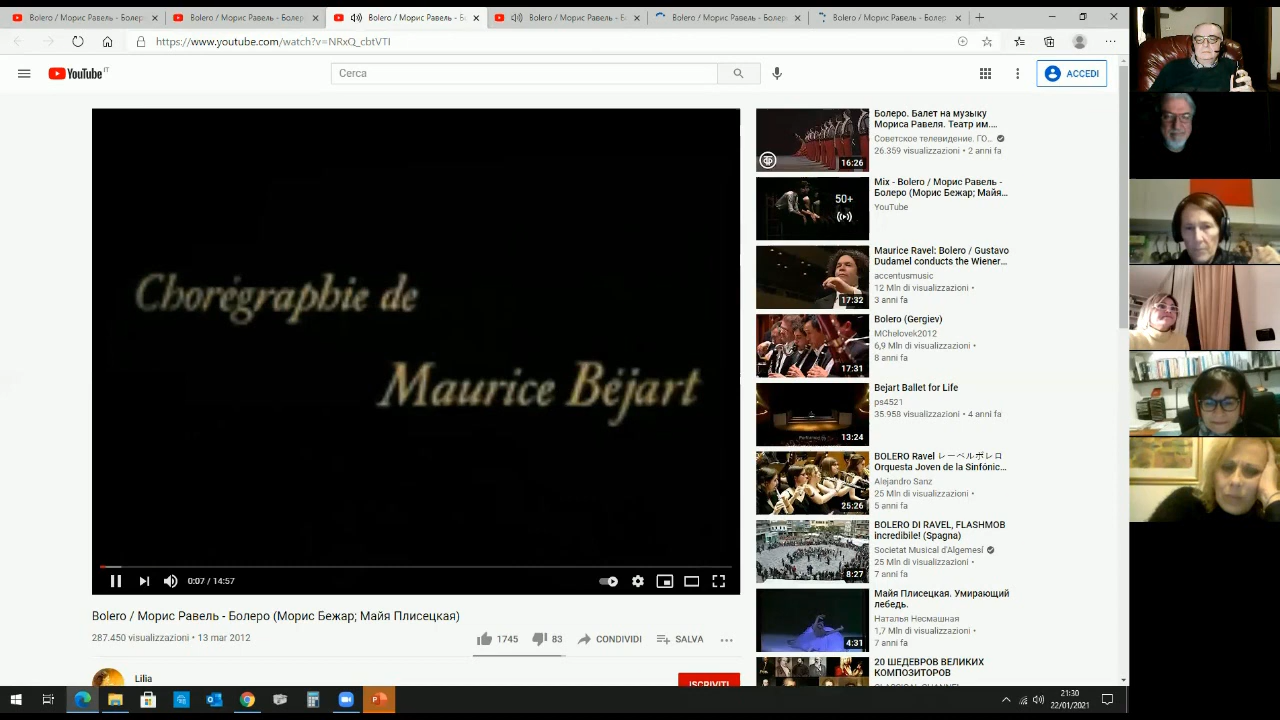 Bolero / Морис Равель - Болеро
Bolero / Морис Равель - Болеро
Bolero / Морис Равель - Б
Bolero / Морис Равель - Бол
Bolero / Морис Равель - Болеро
Bolero / Морис Равель - Болер
https://www.youtube.com/watch?v=NRxQ_cbtVTI
YouTube IT
Cerca
ACCEDI
Chorégraphie de
Maurice Béjart
0:07 / 14:57
Bolero / Морис Равель - Болеро (Морис Бежар; Майя Плисецкая)
287.450 visualizzazioni • 13 mar 2012
1745
83
CONDIVIDI
SALVA
Lilia
ISCRIVITI
Болеро. Балет на музыку
Мориса Равеля. Театр им....
Советское телевидение. ГО...
26.359 visualizzazioni • 2 anni fa
16:26
Mix - Bolero / Морис Равель -
Болеро (Морис Бежар; Майя...
YouTube
50+
Maurice Ravel: Bolero / Gustavo
Dudamel conducts the Wiener...
accentusmusic
12 Mln di visualizzazioni •
3 anni fa
17:32
Bolero (Gergiev)
MChelovek2012
6,9 Mln di visualizzazioni •
8 anni fa
17:31
Bejart Ballet for Life
ps4521
35.958 visualizzazioni • 4 anni fa
13:24
BOLERO Ravel レーベルボレロ
Orquesta Joven de la Sinfónic...
Alejandro Sanz
25 Mln di visualizzazioni •
5 anni fa
25:26
BOLERO DI RAVEL, FLASHMOB
incredibile! (Spagna)
Societat Musical d'Algemesí
25 Mln di visualizzazioni •
7 anni fa
8:27
Майя Плисецкая. Умирающий
лебедь.
Наталья Несмашная
1,7 Mln di visualizzazioni •
7 anni fa
4:31
20 ШЕДЕВРОВ ВЕЛИКИХ
КОМПОЗИТОРОВ
21:30
22/01/2021